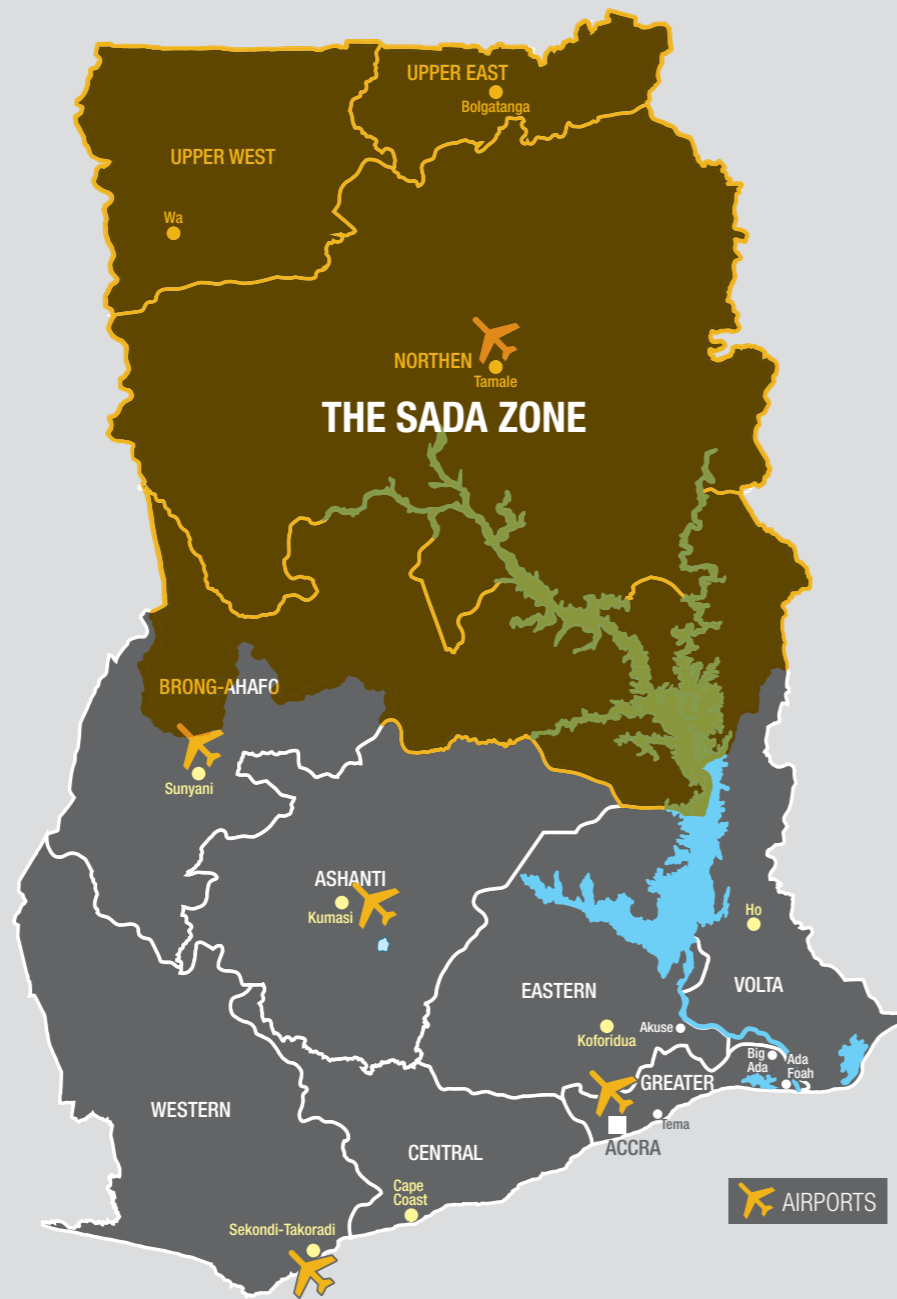 UPPER EAST
Bolgatanga
UPPER WEST
Wa
NORTHEN
Tamale
THE SADA ZONE
BRONG-AHAFO
Sunyani
ASHANTI
Kumasi
Ho
VOLTA
EASTERN
Koforidua
Akuse
Big
Ada
Ada
Foah
GREATER
Tema
ACCRA
WESTERN
CENTRAL
Cape
Coast
Sekondi-Takoradi
AIRPORTS